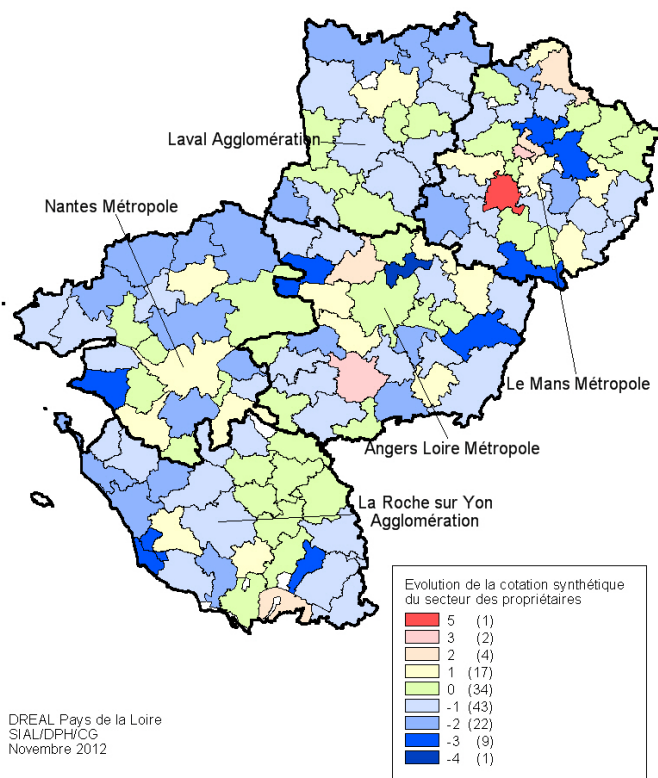 Laval Agglomération
Nantes Métropole
Le Mans Métropole
Angers Loire Métropole
La Roche sur Yon
Agglomération
Evolution de la cotation synthétique
du secteur des propriétaires
5 (1)
3 (2)
2 (4)
1 (17)
0 (34)
-1 (43)
-2 (22)
-3 (9)
-4 (1)
DREAL Pays de la Loire
SIAL/DPH/CG
Novembre 2012